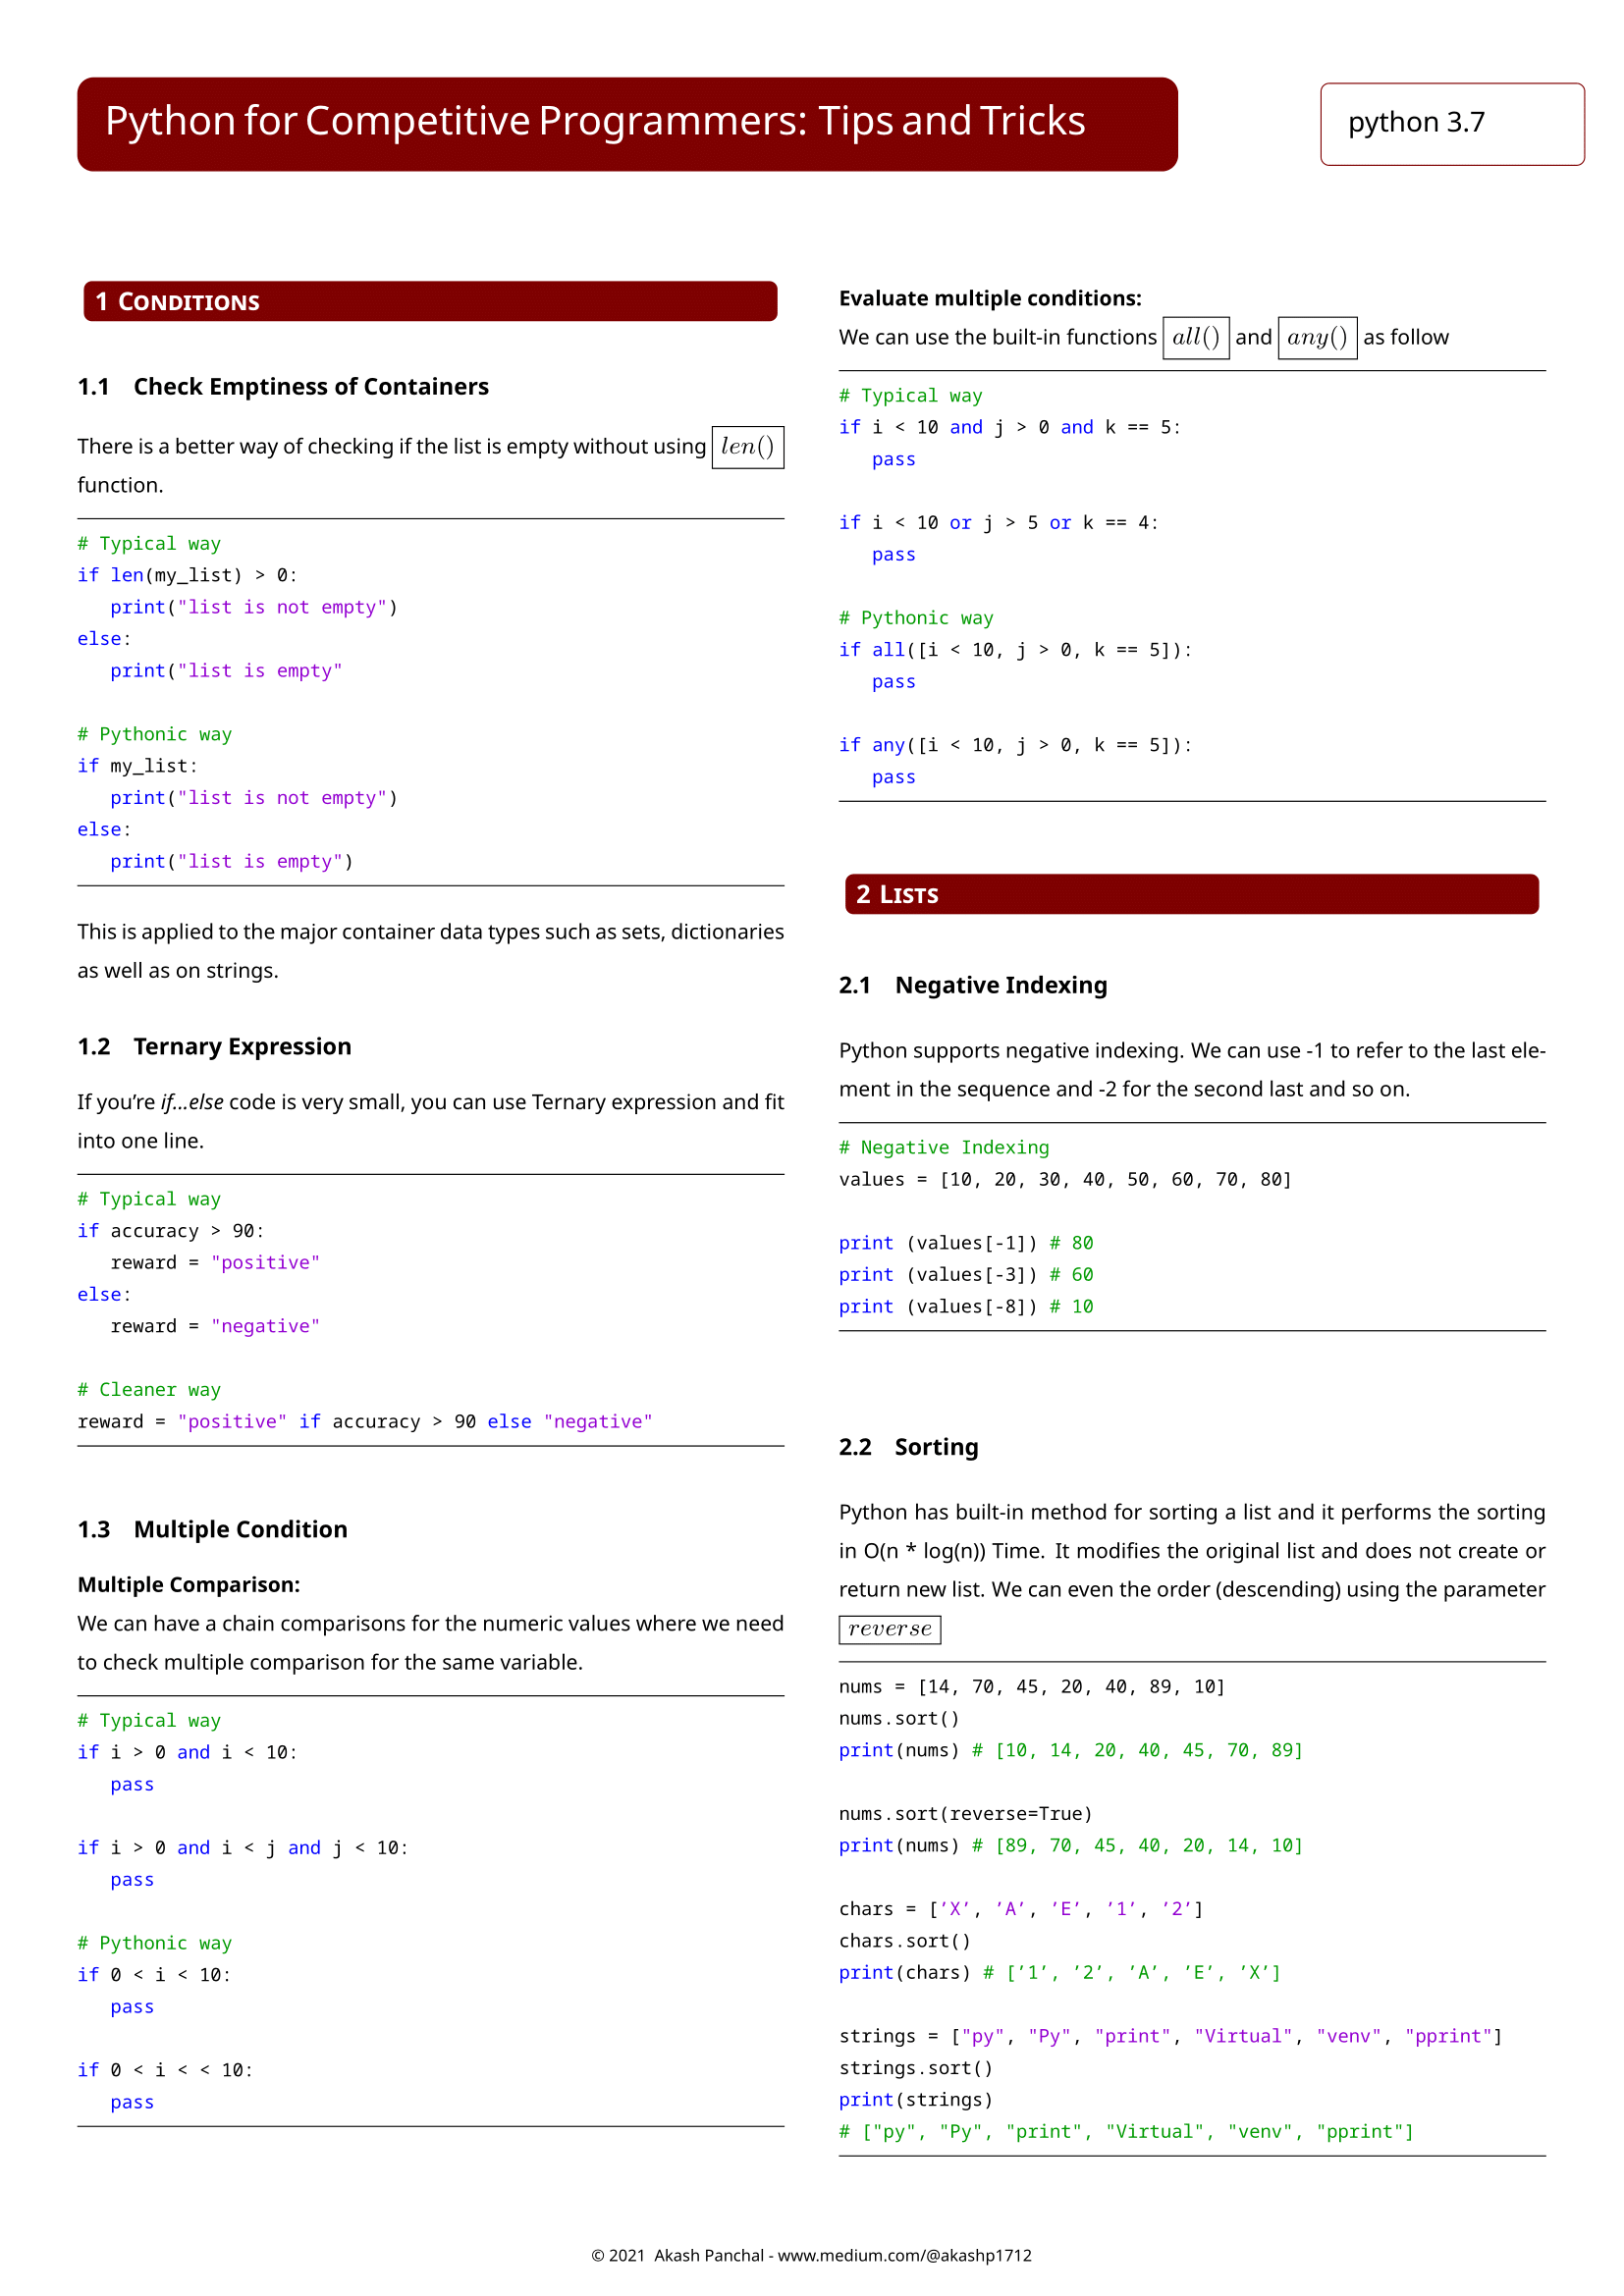 Python for Competitive Programmers: Tips and Tricks
python 3.7
1 Conditions
1.1 Check Emptiness of Containers
There is a better way of checking if the list is empty without using len()
function.
# Typical way
if len(my_list) > 0:
   print("list is not empty")
else:
   print("list is empty"
# Pythonic way
if my_list:
   print("list is not empty")
else:
   print("list is empty")
This is applied to the major container data types such as sets, dictionaries
as well as on strings.
1.2 Ternary Expression
If you’re if...else code is very small, you can use Ternary expression and fit
into one line.
# Typical way
if accuracy > 90:
   reward = "positive"
else:
   reward = "negative"
# Cleaner way
reward = "positive" if accuracy > 90 else "negative"
1.3 Multiple Condition
Multiple Comparison:
We can have a chain comparisons for the numeric values where we need
to check multiple comparison for the same variable.
# Typical way
if i > 0 and i < 10:
   pass
if i > 0 and i < j and j < 10:
   pass
# Pythonic way
if 0 < i < 10:
   pass
if 0 < i < < 10:
   pass
Evaluate multiple conditions:
We can use the built-in functions all() and any() as follow
# Typical way
if i < 10 and j > 0 and k == 5:
   pass
if i < 10 or j > 5 or k == 4:
   pass
# Pythonic way
if all([i < 10, j > 0, k == 5]):
   pass
if any([i < 10, j > 0, k == 5]):
   pass
2 Lists
2.1 Negative Indexing
Python supports negative indexing. We can use -1 to refer to the last ele-
ment in the sequence and -2 for the second last and so on.
# Negative Indexing
values = [10, 20, 30, 40, 50, 60, 70, 80]
print (values[-1]) # 80
print (values[-3]) # 60
print (values[-8]) # 10
2.2 Sorting
Python has built-in method for sorting a list and it performs the sorting
in O(n * log(n)) Time. It modifies the original list and does not create or
return new list. We can even the order (descending) using the parameter
reverse
nums = [14, 70, 45, 20, 40, 89, 10]
nums.sort()
print(nums) # [10, 14, 20, 40, 45, 70, 89]
nums.sort(reverse=True)
print(nums) # [89, 70, 45, 40, 20, 14, 10]
chars = [’X’, ’A’, ’E’, ’1’, ’2’]
chars.sort()
print(chars) # [’1’, ’2’, ’A’, ’E’, ’X’]
strings = ["py", "Py", "print", "Virtual", "venv", "pprint"]
strings.sort()
print(strings)
# ["py", "Py", "print", "Virtual", "venv", "pprint"]
© 2021 Akash Panchal - www.medium.com/@akashp1712